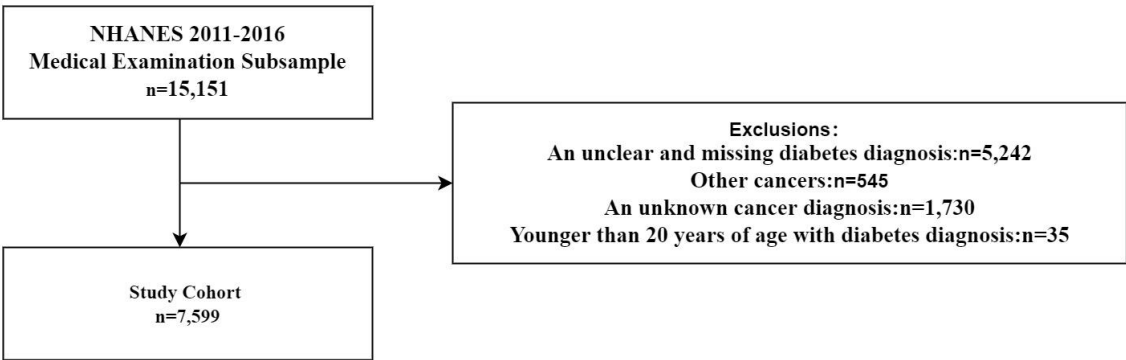 NHANES 2011-2016
Medical Examination Subsample
n=15,151
Exclusions:
An unclear and missing diabetes diagnosis:n=5,242
Other cancers:n=545
An unknown cancer diagnosis:n=1,730
Younger than 20 years of age with diabetes diagnosis:n=35
Study Cohort
n=7,599